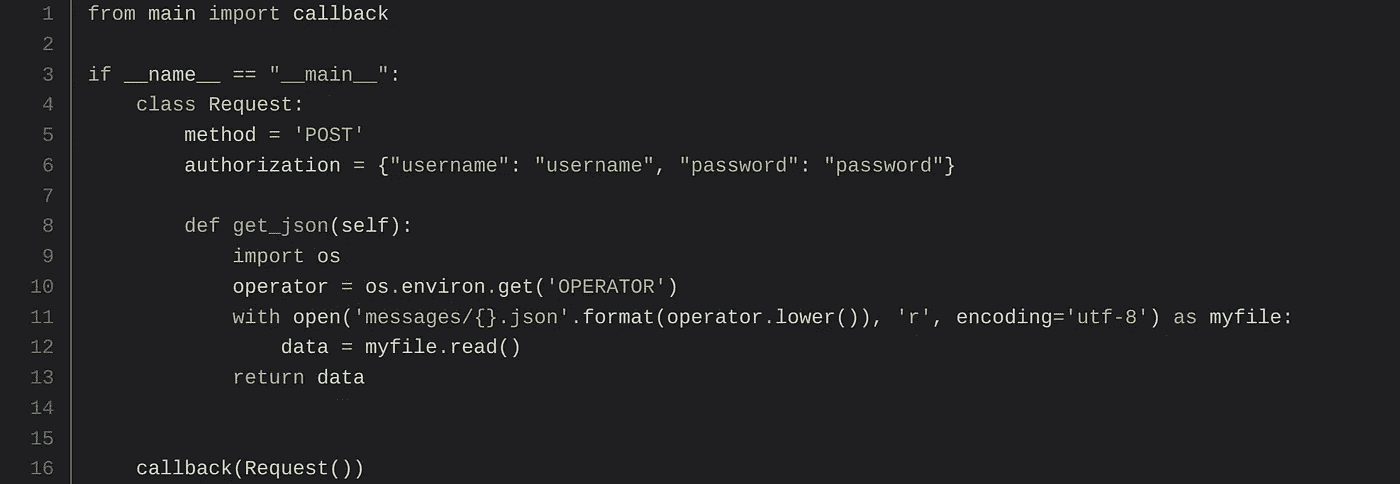 1 from main import callback
2
3 if __name__ == "__main__":
4     class Request:
5         method = 'POST'
6         authorization = {"username": "username", "password": "password"}
7
8         def get_json(self):
9             import os
10             operator = os.environ.get('OPERATOR')
11             with open('messages/{}.json'.format(operator.lower()), 'r', encoding='utf-8') as myfile:
12                 data = myfile.read()
13             return data
14
15
16     callback(Request())